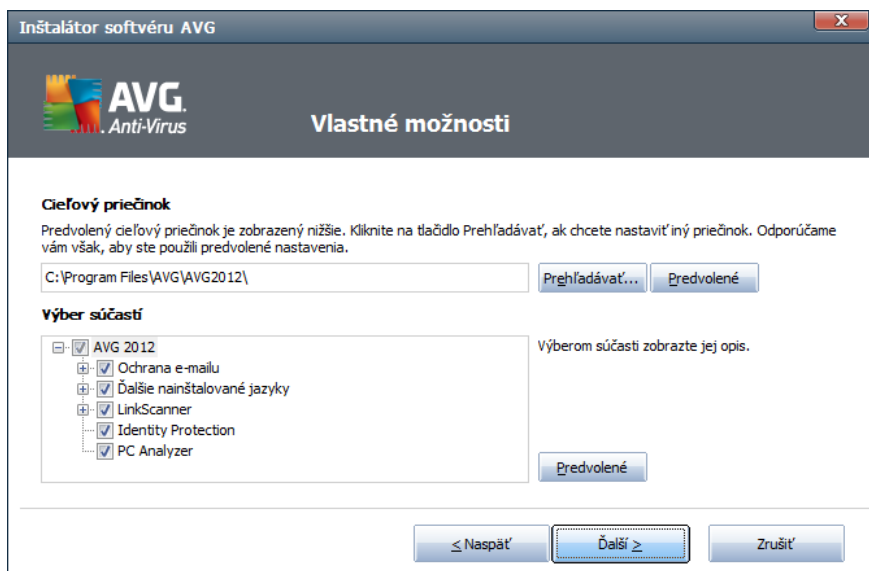 Inštalátor softvéru AVG
AVG.
Anti-Virus
Vlastné možnosti
Cieľový priečinok
Predvolený cieľový priečinok je zobrazený nižšie. Kliknite na tlačidlo Prehľadávať, ak chcete nastaviť iný priečinok. Odporúčame
vám však, aby ste použili predvolené nastavenia.
C:\Program Files\AVG\AVG2012\
Prehľadávať...
Predvolené
Výber súčastí
AVG 2012
Ochrana e-mailu
Ďalšie nainštalované jazyky
LinkScanner
Identity Protection
PC Analyzer
Výberom súčasti zobrazte jej opis.
Predvolené
< Naspäť
Ďalší >
Zrušiť